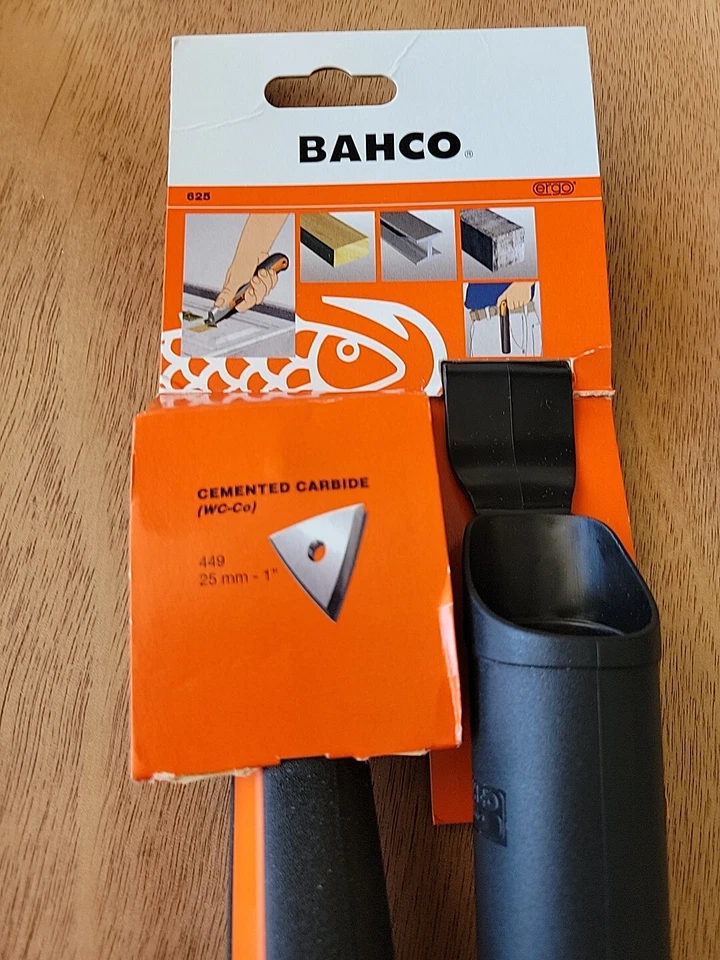 BAHCO®
625
ergo®
CEMENTED CARBIDE
(WC-Co)
449
25 mm - 1"